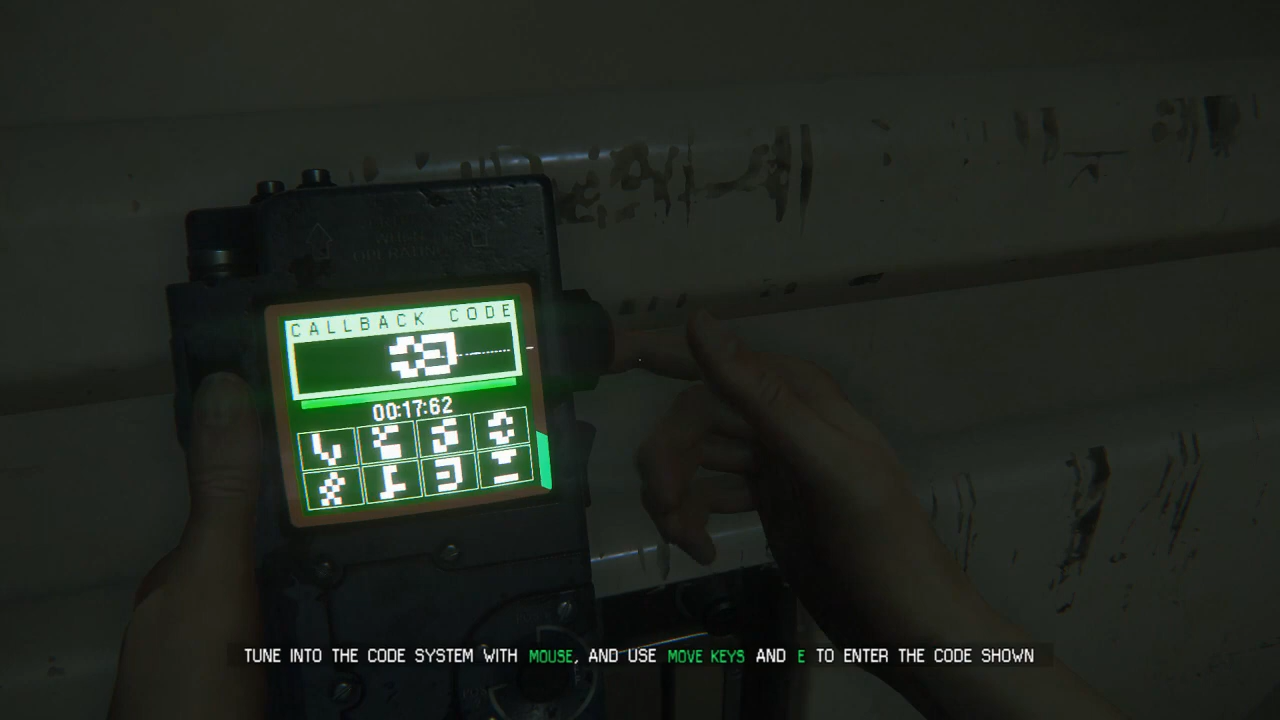 CALLBACK CODE
00:17:62
TUNE INTO THE CODE SYSTEM WITH MOUSE, AND USE MOVE KEYS AND E TO ENTER THE CODE SHOWN